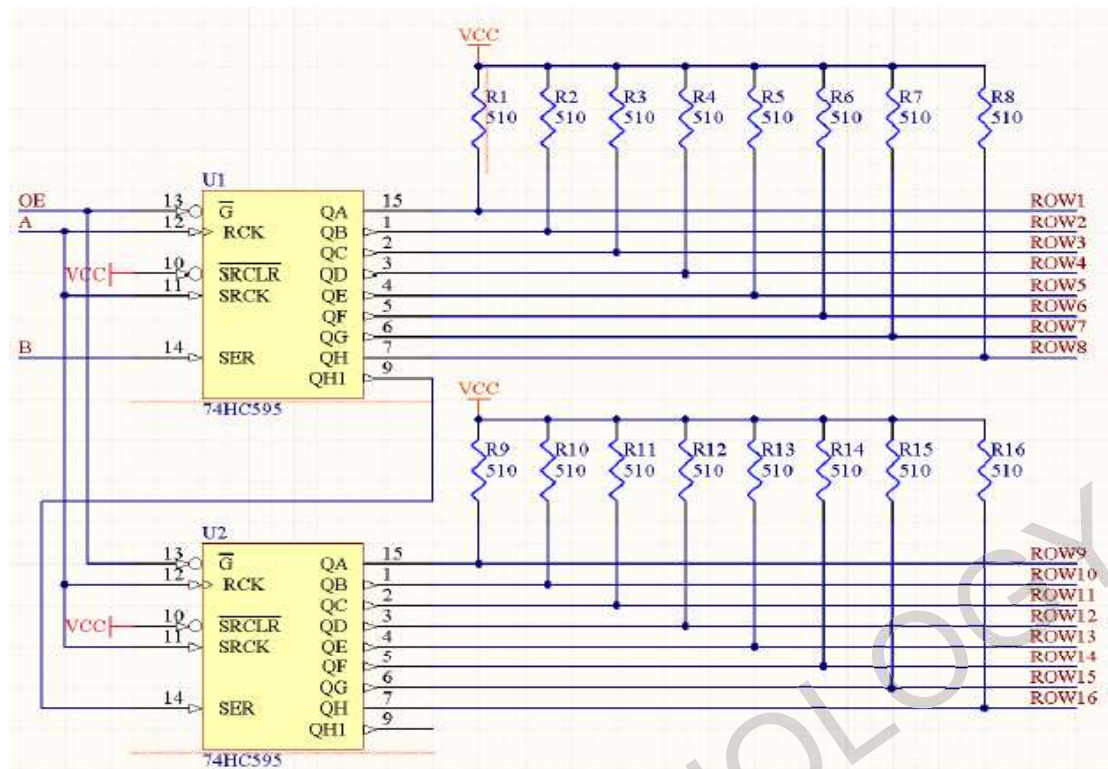 VCC
R1 R2 R3 R4 R5 R6 R7 R8
510 510 510 510 510 510 510 510
U1
OE 13 G QA 15 ROW1
A 12 RCK QB 1 ROW2
QC 2 ROW3
VCC 10 SRCLR QD 3 ROW4
11 SRCK QE 4 ROW5
QF 5 ROW6
QG 6 ROW7
B 14 SER QH 7 ROW8
QH1 9
74HC595
VCC
R9 R10 R11 R12 R13 R14 R15 R16
510 510 510 510 510 510 510 510
U2
13 G QA 15 ROW9
12 RCK QB 1 ROW10
QC 2 ROW11
VCC 10 SRCLR QD 3 ROW12
11 SRCK QE 4 ROW13
QF 5 ROW14
QG 6 ROW15
14 SER QH 7 ROW16
QH1 9
74HC595
OLOGY